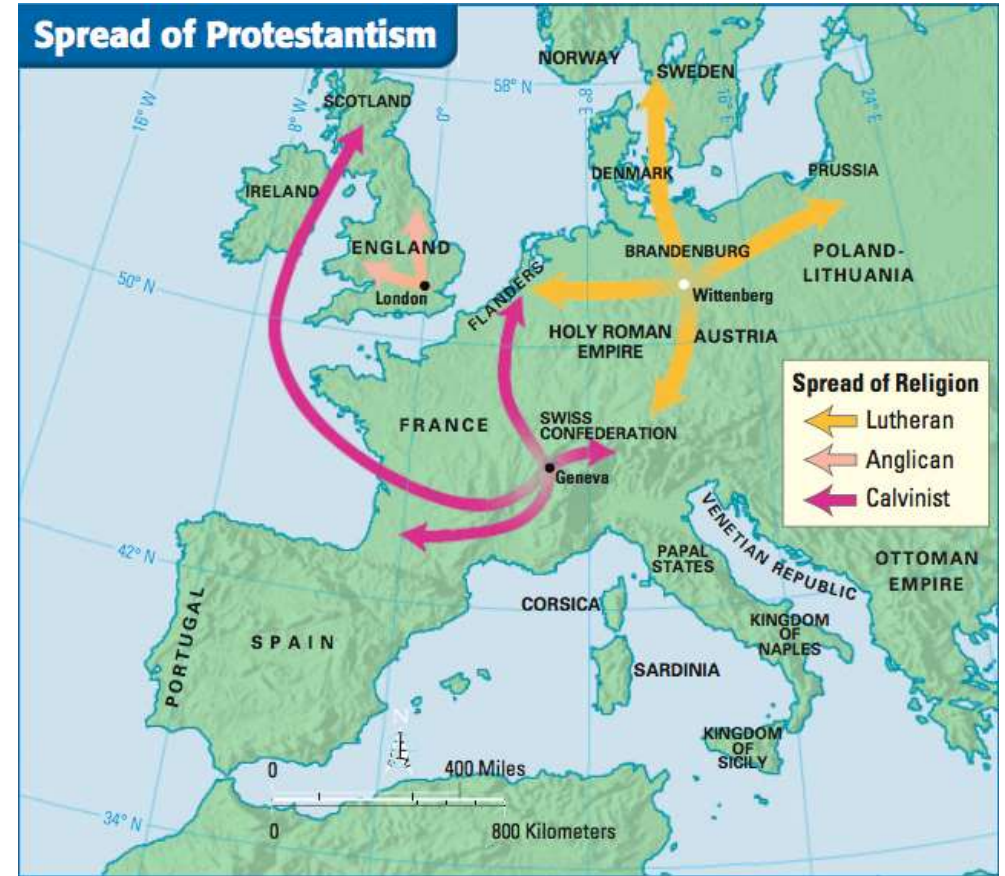 Spread of Protestantism
NORWAY
SWEDEN
58° N
16° W
8° W
0°
8° E
16° E
24° E
SCOTLAND
DENMARK
PRUSSIA
IRELAND
ENGLAND
BRANDENBURG
POLAND-
LITHUANIA
50° N
London
FLANDERS
Wittenberg
HOLY ROMAN
EMPIRE
AUSTRIA
Spread of Religion
Lutheran
Anglican
Calvinist
FRANCE
SWISS
CONFEDERATION
Geneva
VENETIAN REPUBLIC
42° N
PAPAL
STATES
OTTOMAN
EMPIRE
CORSICA
PORTUGAL
SPAIN
KINGDOM
OF
NAPLES
SARDINIA
KINGDOM
OF
SICILY
N
0
400 Miles
0
800 Kilometers
34° N